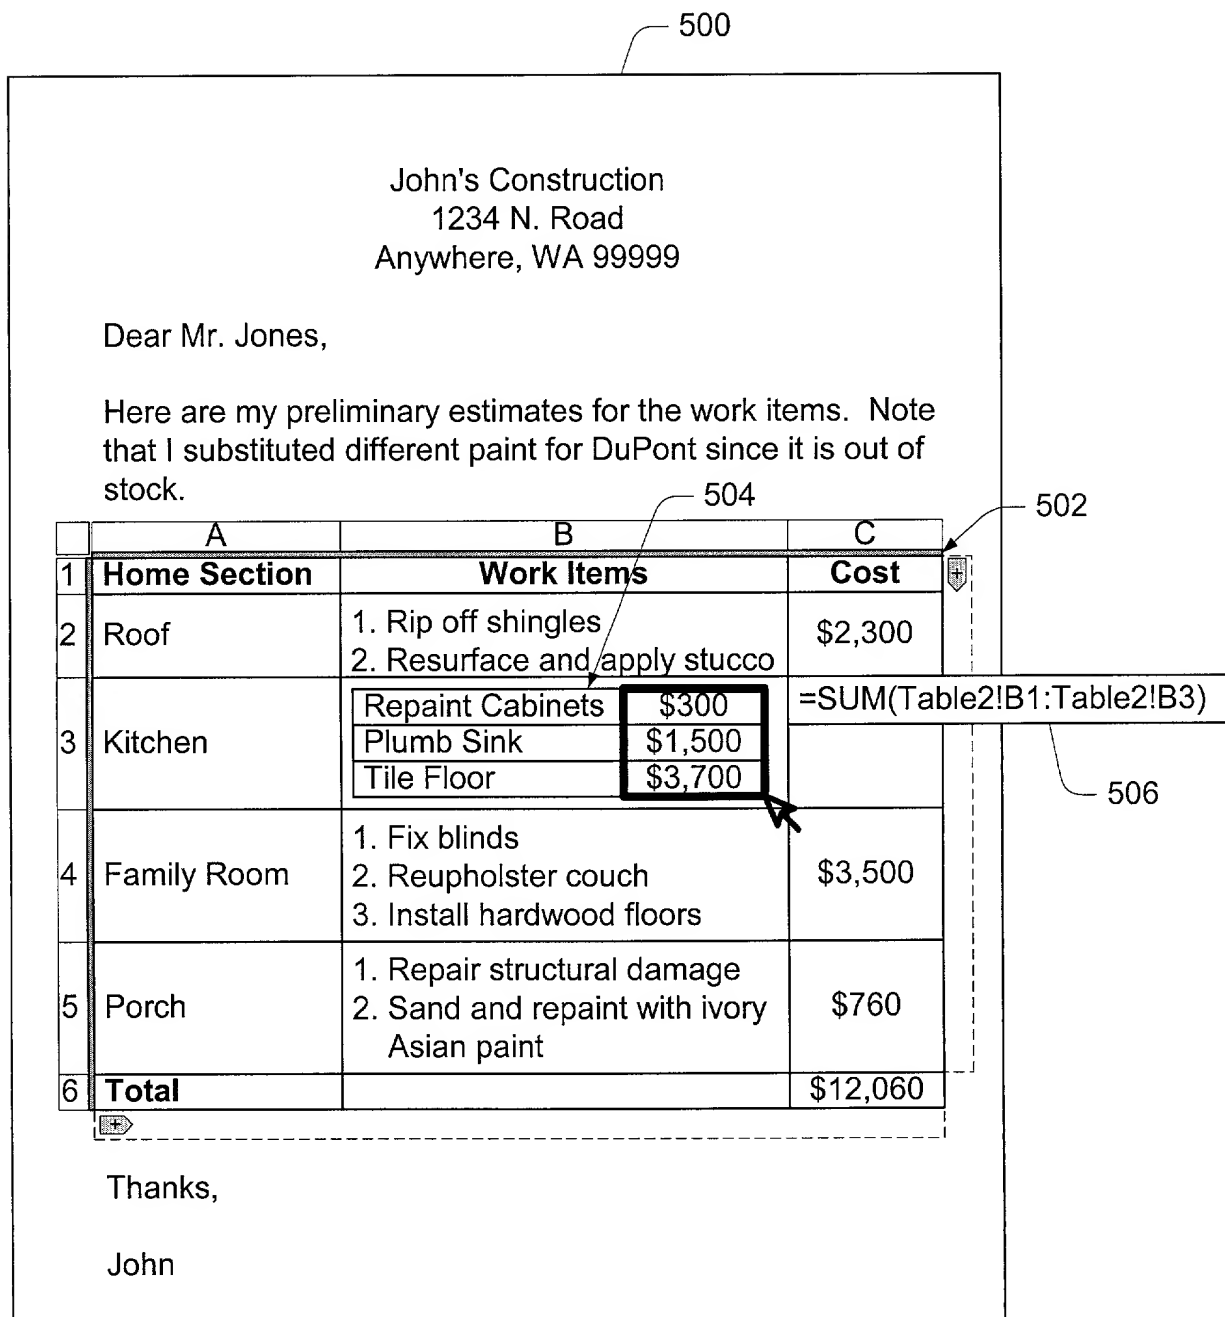 500
John's Construction
1234 N. Road
Anywhere, WA 99999
Dear Mr. Jones,
Here are my preliminary estimates for the work items. Note
that I substituted different paint for DuPont since it is out of
stock.
504
502
A B C
1 Home Section Work Items Cost
+
2 Roof
1. Rip off shingles
2. Resurface and apply stucco
$2,300
3 Kitchen
Repaint Cabinets $300
Plumb Sink $1,500
Tile Floor $3,700
=SUM(Table2!B1:Table2!B3)
506
4 Family Room
1. Fix blinds
2. Reupholster couch
3. Install hardwood floors
$3,500
5 Porch
1. Repair structural damage
2. Sand and repaint with ivory
Asian paint
$760
6 Total $12,060
+
Thanks,
John